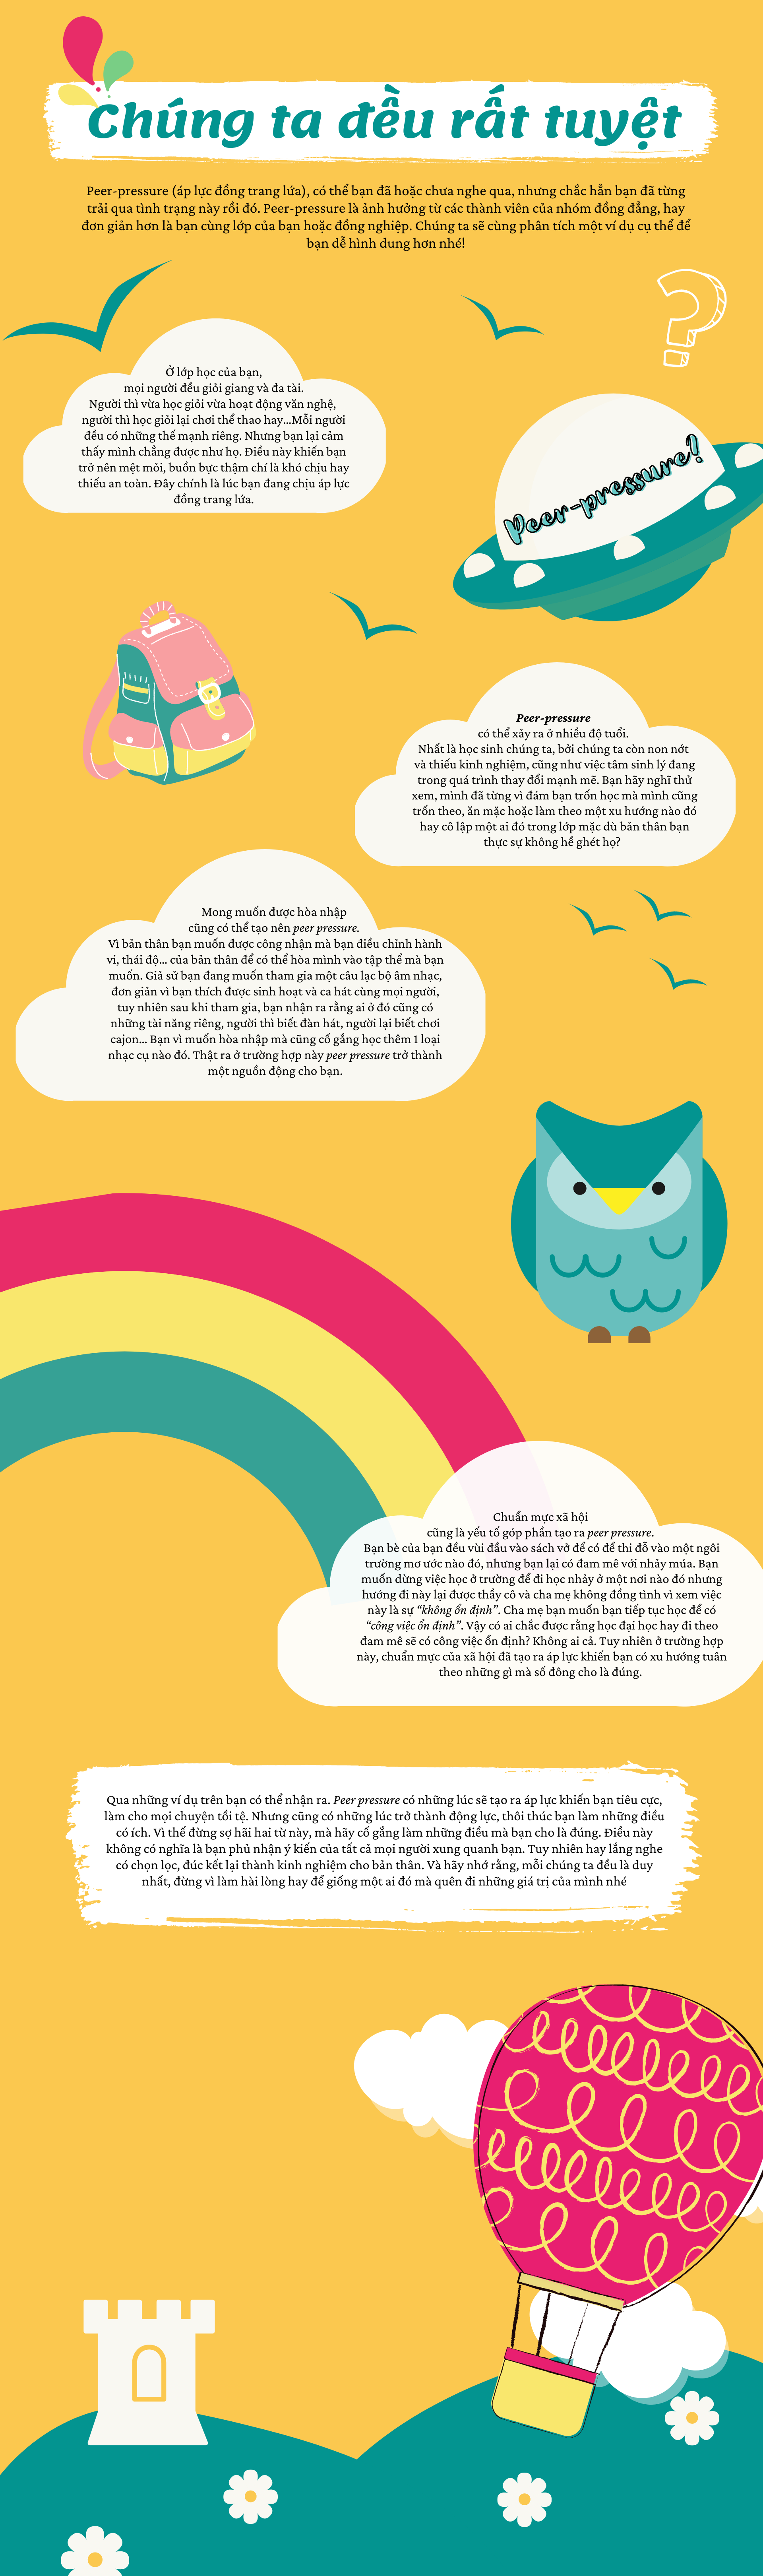 Chúng ta đều rất tuyệt
Peer-pressure (áp lực đồng trang lứa), có thể bạn đã hoặc chưa nghe qua, nhưng chắc hẳn bạn đã từng
trải qua tình trạng này rồi đó. Peer-pressure là ảnh hưởng từ các thành viên của nhóm đồng đẳng, hay
đơn giản hơn là bạn cùng lớp của bạn hoặc đồng nghiệp. Chúng ta sẽ cùng phân tích một ví dụ cụ thể để
bạn dễ hình dung hơn nhé!
Ở lớp học của bạn,
mọi người đều giỏi giang và đa tài.
Người thì vừa học giỏi vừa hoạt động văn nghệ,
người thì học giỏi lại chơi thể thao hay...Mỗi người
đều có những thế mạnh riêng. Nhưng bạn lại cảm
thấy mình chẳng được như họ. Điều này khiến bạn
trở nên mệt mỏi, buồn bực thậm chí là khó chịu hay
thiếu an toàn. Đây chính là lúc bạn đang chịu áp lực
đồng trang lứa.
Peer-pressure!
Peer-pressure
có thể xảy ra ở nhiều độ tuổi.
Nhất là học sinh chúng ta, bởi chúng ta còn non nớt
và thiếu kinh nghiệm, cũng như việc tâm sinh lý đang
trong quá trình thay đổi mạnh mẽ. Bạn hãy nghĩ thử
xem, mình đã từng vì đám bạn trốn học mà mình cũng
trốn theo, ăn mặc hoặc làm theo một xu hướng nào đó
hay cô lập một ai đó trong lớp mặc dù bản thân bạn
thực sự không hề ghét họ?
Mong muốn được hòa nhập
cũng có thể tạo nên peer pressure.
Vì bản thân bạn muốn được công nhận mà bạn điều chỉnh hành
vi, thái độ... của bản thân để có thể hòa mình vào tập thể mà bạn
muốn. Giả sử bạn đang muốn tham gia một câu lạc bộ âm nhạc,
đơn giản vì bạn thích được sinh hoạt và ca hát cùng mọi người,
tuy nhiên sau khi tham gia, bạn nhận ra rằng ai ở đó cũng có
những tài năng riêng, người thì biết đàn hát, người lại biết chơi
cajon... Bạn vì muốn hòa nhập mà cũng cố gắng học thêm 1 loại
nhạc cụ nào đó. Thật ra ở trường hợp này peer pressure trở thành
một nguồn động cho bạn.
Chuẩn mực xã hội
cũng là yếu tố góp phần tạo ra peer pressure.
Bạn bè của bạn đều vùi đầu vào sách vở để có để thi đỗ vào một ngôi
trường mơ ước nào đó, nhưng bạn lại có đam mê với nhảy múa. Bạn
muốn dừng việc học ở trường để đi học nhảy ở một nơi nào đó nhưng
hướng đi này lại được thầy cô và cha mẹ không đồng tình vì xem việc
này là sự “không ổn định”. Cha mẹ bạn muốn bạn tiếp tục học để có
“công việc ổn định”. Vậy có ai chắc được rằng học đại học hay đi theo
đam mê sẽ có công việc ổn định? Không ai cả. Tuy nhiên ở trường hợp
này, chuẩn mực của xã hội đã tạo ra áp lực khiến bạn có xu hướng tuân
theo những gì mà số đông cho là đúng.
Qua những ví dụ trên bạn có thể nhận ra. Peer pressure có những lúc sẽ tạo ra áp lực khiến bạn tiêu cực,
làm cho mọi chuyện tồi tệ. Nhưng cũng có những lúc trở thành động lực, thôi thúc bạn làm những điều
có ích. Vì thế đừng sợ hãi hai từ này, mà hãy cố gắng làm những điều mà bạn cho là đúng. Điều này
không có nghĩa là bạn phủ nhận ý kiến của tất cả mọi người xung quanh bạn. Tuy nhiên hay lắng nghe
có chọn lọc, đúc kết lại thành kinh nghiệm cho bản thân. Và hãy nhớ rằng, mỗi chúng ta đều là duy
nhất, đừng vì làm hài lòng hay để giống một ai đó mà quên đi những giá trị của mình nhé